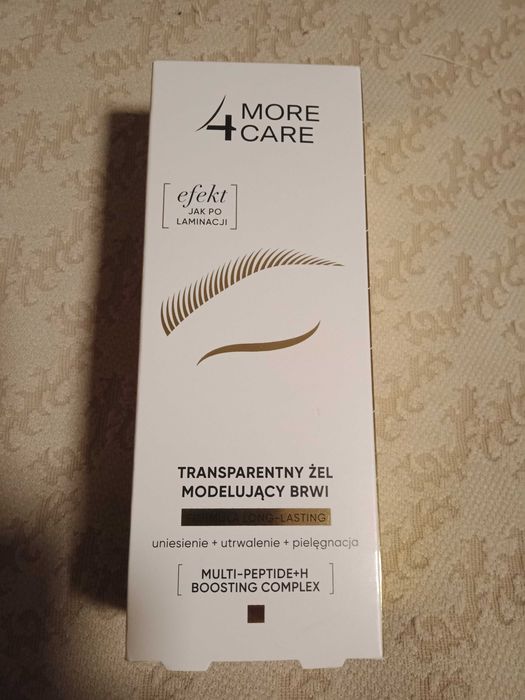 4 MORE
CARE
efekt
JAK PO
LAMINACJI
TRANSPARENTNY ŻEL
MODELUJĄCY BRWI
FORMUŁA LONG-LASTING
uniesienie + utrwalenie + pielęgnacja
MULTI-PEPTIDE+H
BOOSTING COMPLEX